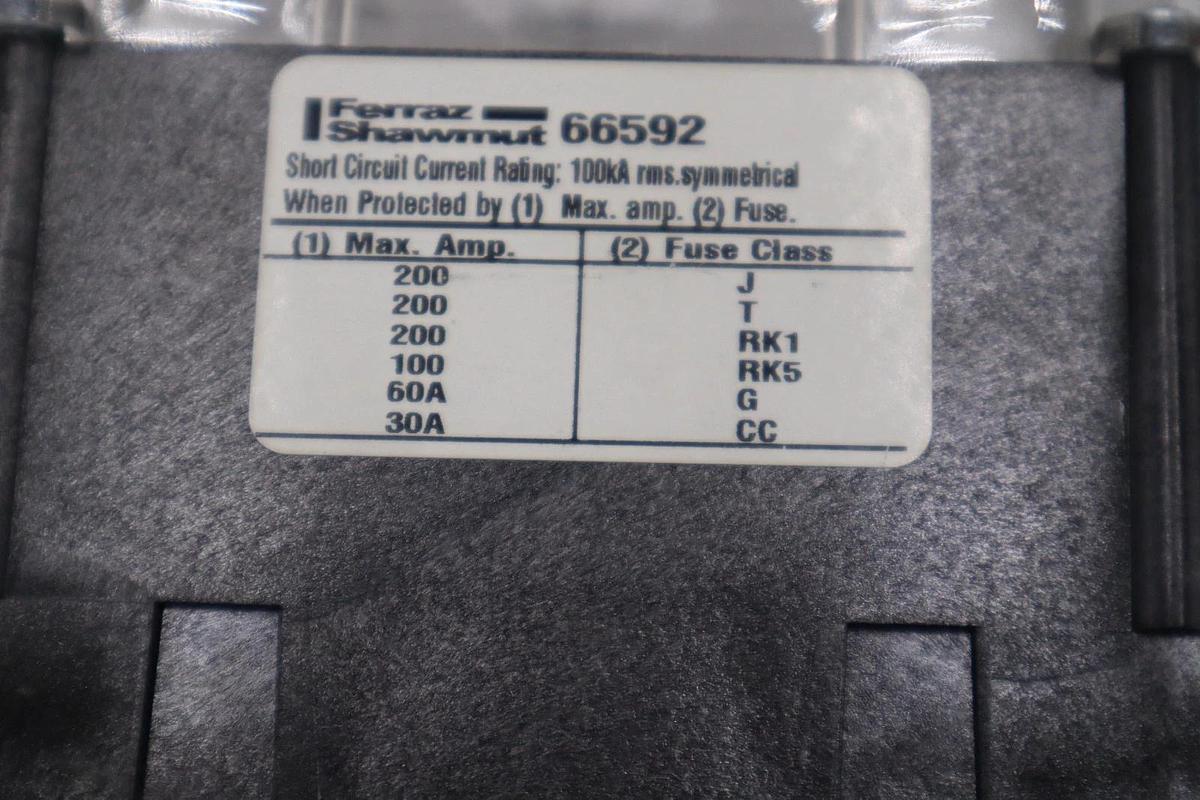 Ferraz
Shawmut 66592
Short Circuit Current Rating: 100kA rms.symmetrical
When Protected by (1) Max. amp. (2) Fuse.
(1) Max. Amp. (2) Fuse Class
200 J
200 T
200 RK1
100 RK5
60A G
30A CC